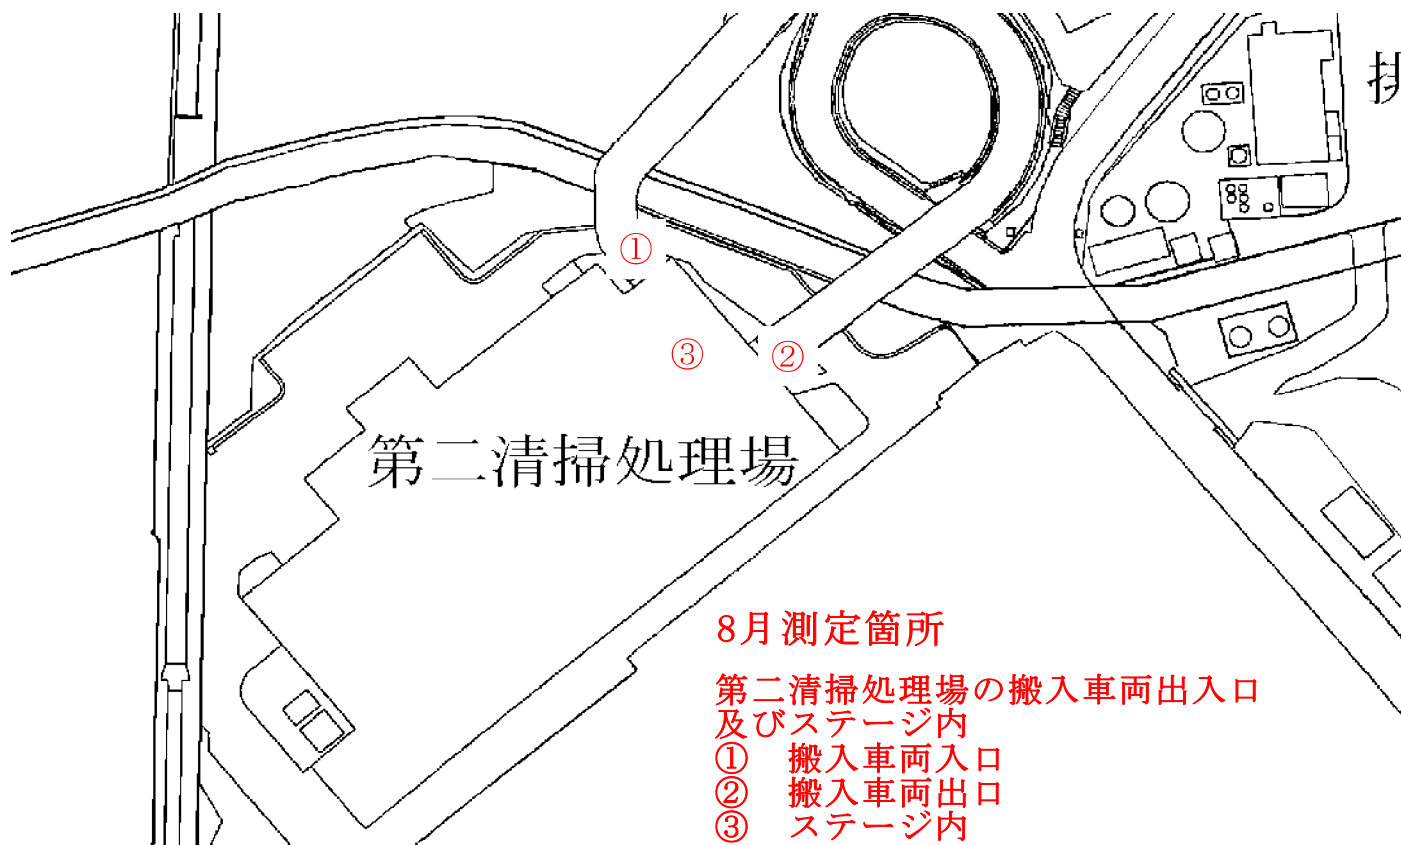 ①
③
②
第二清掃処理場
8月測定箇所
第二清掃処理場の搬入車両出入口
及びステージ内
① 搬入車両入口
② 搬入車両出口
③ ステージ内